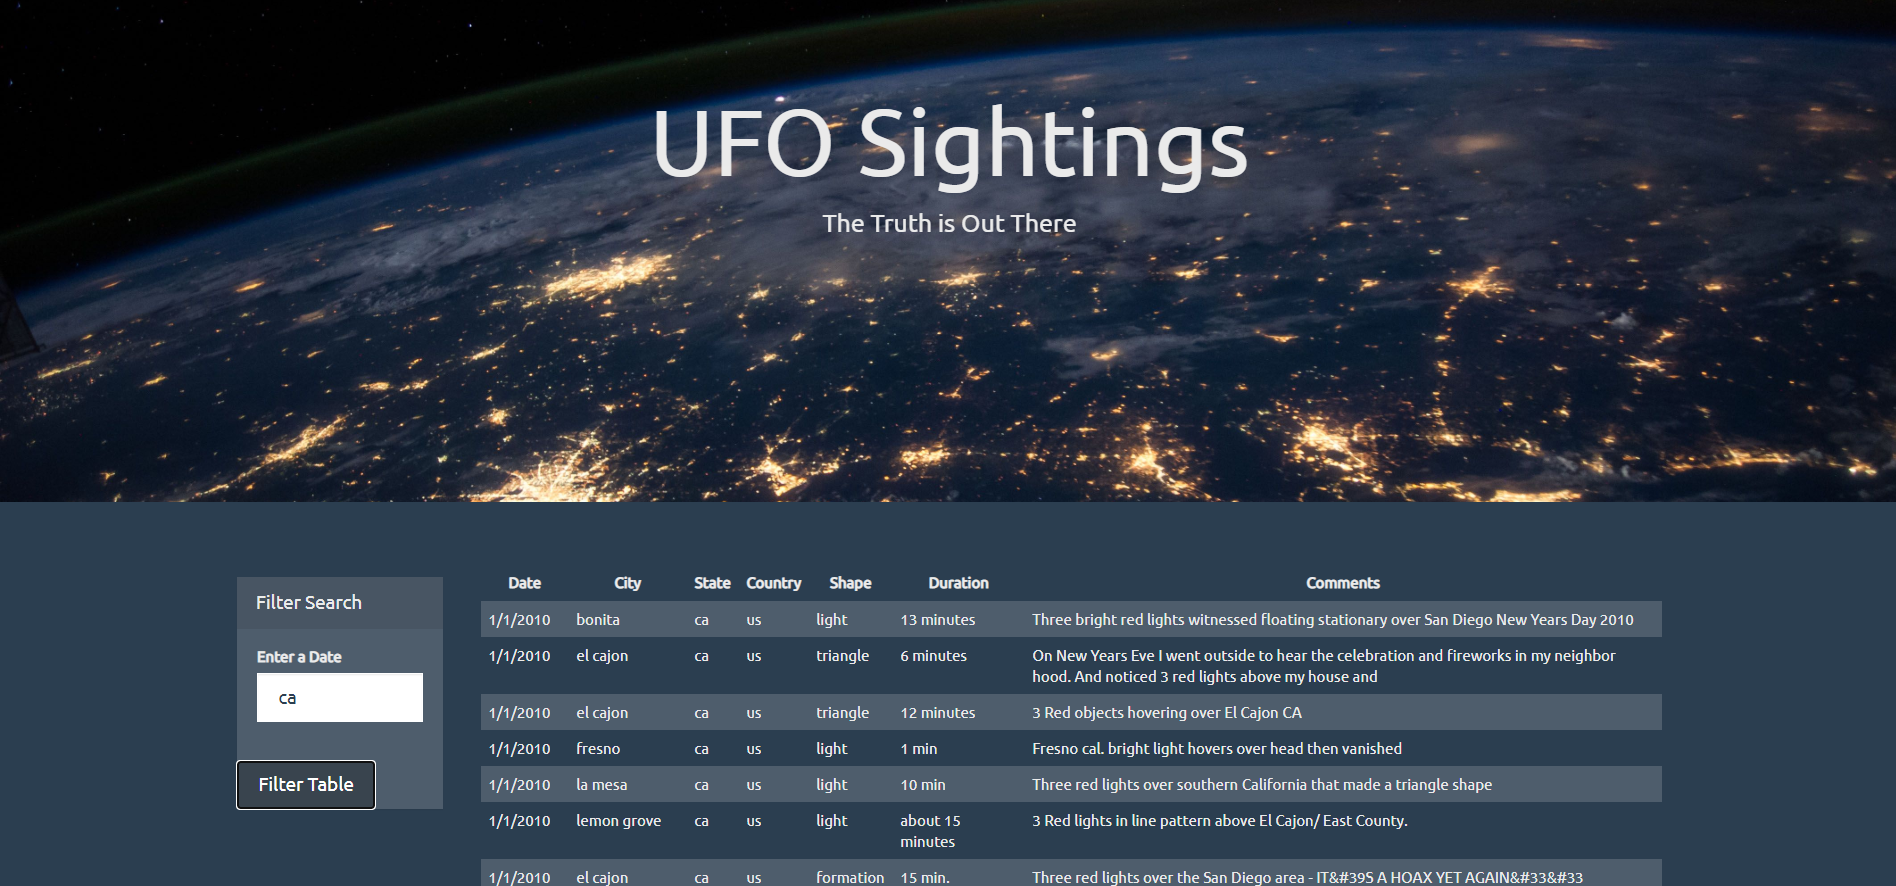 UFO Sightings
The Truth is Out There
Filter Search
Enter a Date
ca
Filter Table
Date City State Country Shape Duration Comments
1/1/2010 bonita ca us light 13 minutes Three bright red lights witnessed floating stationary over San Diego New Years Day 2010
1/1/2010 el cajon ca us triangle 6 minutes On New Years Eve I went outside to hear the celebration and fireworks in my neighbor
hood. And noticed 3 red lights above my house and
1/1/2010 el cajon ca us triangle 12 minutes 3 Red objects hovering over El Cajon CA
1/1/2010 fresno ca us light 1 min Fresno cal. bright light hovers over head then vanished
1/1/2010 la mesa ca us light 10 min Three red lights over southern California that made a triangle shape
1/1/2010 lemon grove ca us light about 15 3 Red lights in line pattern above El Cajon/ East County.
minutes
1/1/2010 el cajon ca us formation 15 min. Three red lights over the San Diego area - IT&#39S A HOAX YET AGAIN&#33&#33